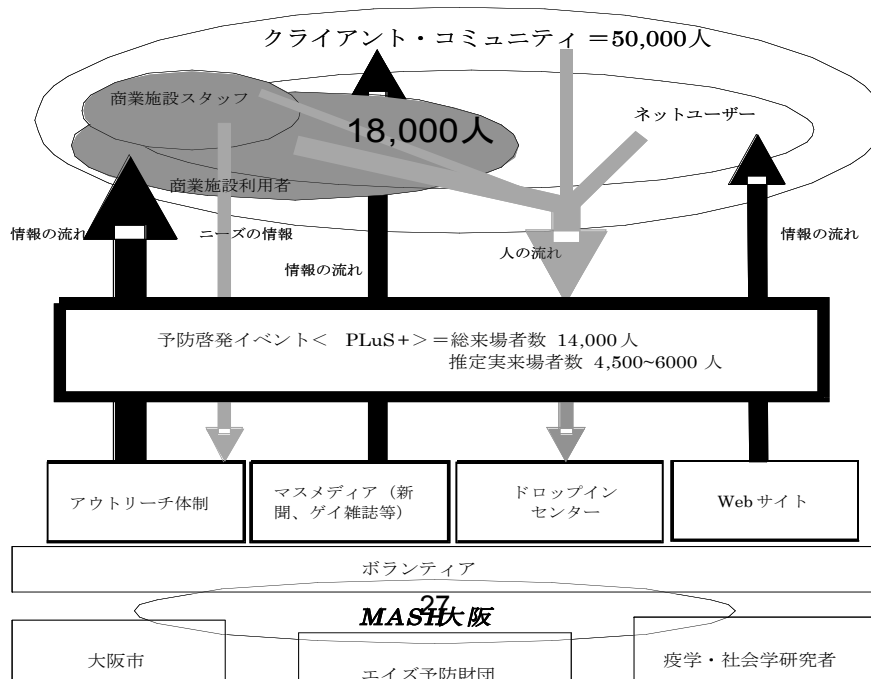 クライアント・コミュニティ ＝50,000人
商業施設スタッフ
ネットユーザー
18,000人
商業施設利用者
情報の流れ
ニーズの情報
情報の流れ
人の流れ
情報の流れ
予防啓発イベント＜ PLuS+＞＝総来場者数 14,000人
推定実来場者数 4,500~6000 人
アウトリーチ体制
マスメディア（新
聞、ゲイ雑誌等）
ドロップイン
センター
Webサイト
ボランティア
27
MASH大阪
大阪市
エイズ予防財団
疫学・社会学研究者